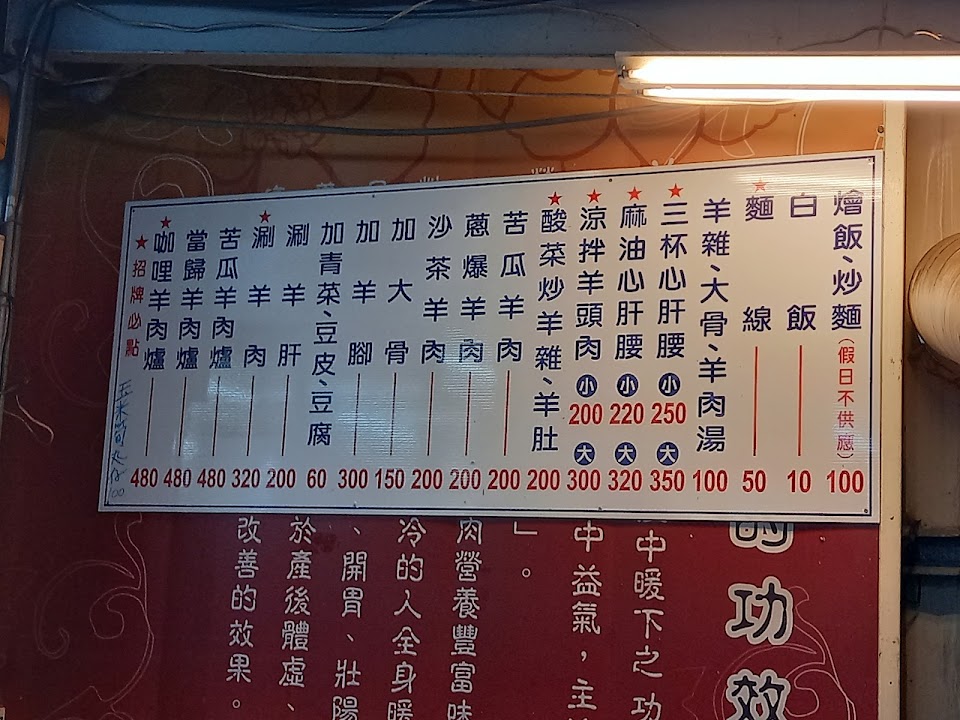 燴飯、炒麵(假日不供應) 100
白飯 10
★麵線 50
羊雜、大骨、羊肉湯 100
★三杯心肝腰 小 250 大 350
★麻油心肝腰 小 220 大 320
★涼拌羊頭肉 小 200 大 300
★酸菜炒羊雜、羊肚 200
苦瓜羊肉 200
蔥爆羊肉 200
沙茶羊肉 200
加大骨 150
加羊腳 300
加青菜、豆皮、豆腐 60
涮羊肝 200
★涮羊肉 320
苦瓜羊肉爐 480
當歸羊肉爐 480
★咖哩羊肉爐 480
★招牌必點
玉米筍 100
的功效
中暖下之功
中益氣，主
」。
肉營養豐富味
冷的人全身暖
、開胃、壯陽
於產後體虛、
改善的效果。